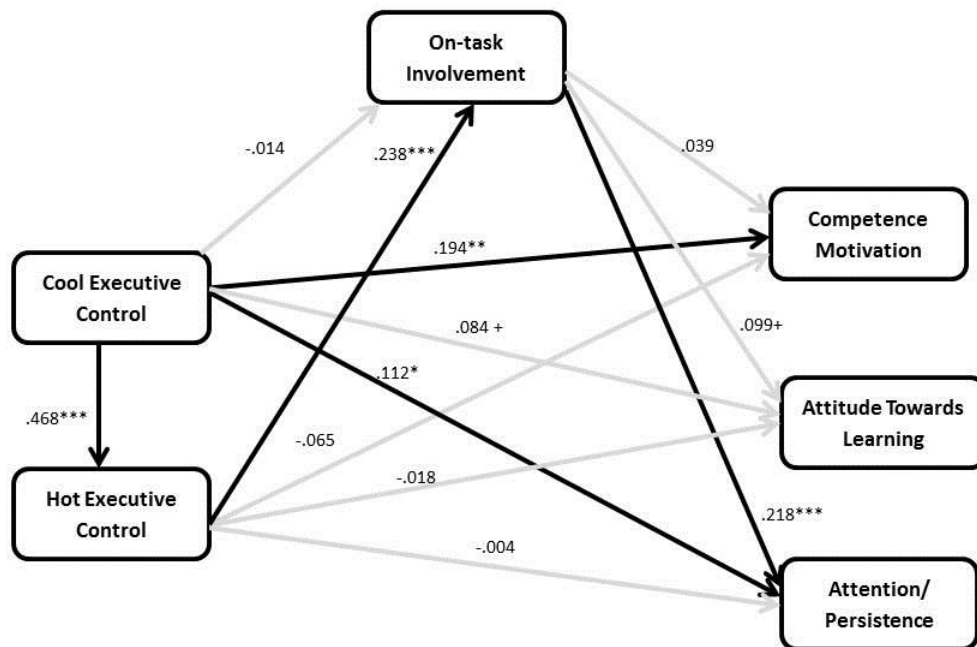 On-task
Involvement
-.014
.238***
.039
Competence
Motivation
.194**
Cool Executive
Control
.084 +
.099+
.112*
Attitude Towards
Learning
.468***
-.065
-.018
Hot Executive
Control
.218***
-.004
Attention/
Persistence